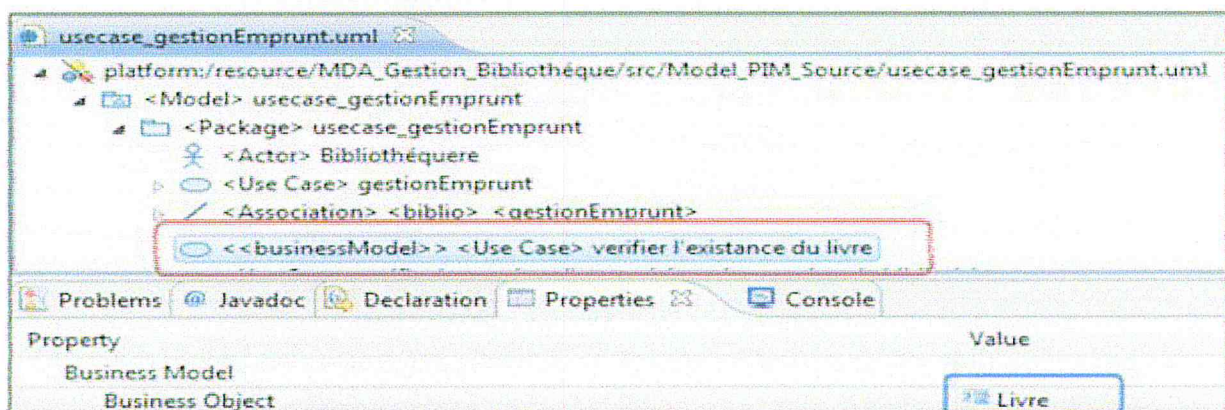 usecase_gestionEmprunt.uml
platform:/resource/MDA_Gestion_Bibliothéque/src/Model_PIM_Source/usecase_gestionEmprunt.uml
<Model> usecase_gestionEmprunt
<Package> usecase_gestionEmprunt
<Actor> Bibliothéquere
<Use Case> gestionEmprunt
<Association> <biblio> <gestionEmprunt>
<<businessModel>> <Use Case> verifier l'existance du livre
Problems @ Javadoc Declaration Properties Console
Property Value
Business Model
Business Object Livre